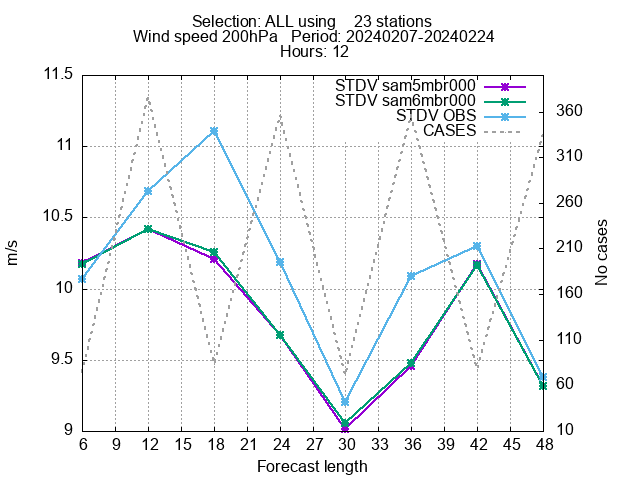 Selection: ALL using    23 stations
Wind speed 200hPa   Period: 20240207-20240224
Hours: 12
STDV sam5mbr000
STDV sam6mbr000
STDV OBS
CASES
11.5
11
10.5
10
9.5
9
m/s
360
310
260
210
160
110
60
10
No cases
6 9 12 15 18 21 24 27 30 33 36 39 42 45 48
Forecast length